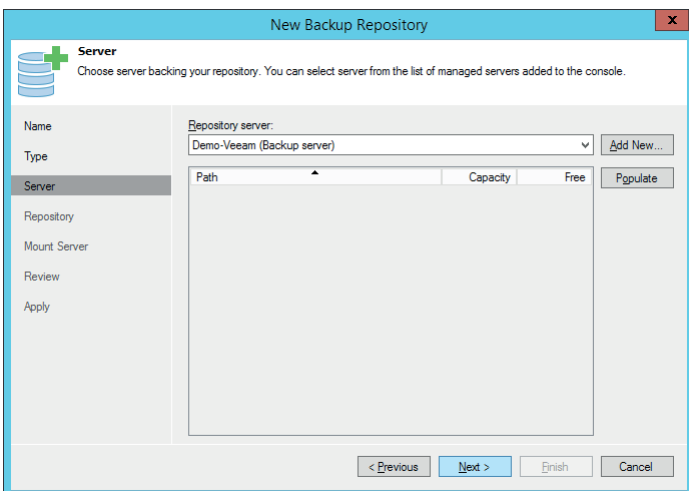 New Backup Repository
x
Server
Choose server backing your repository. You can select server from the list of managed servers added to the console.
Name
Type
Server
Repository
Mount Server
Review
Apply
Repository server:
Demo-Veeam (Backup server)
Add New...
Path Capacity Free
Populate
< Previous
Next >
Finish
Cancel